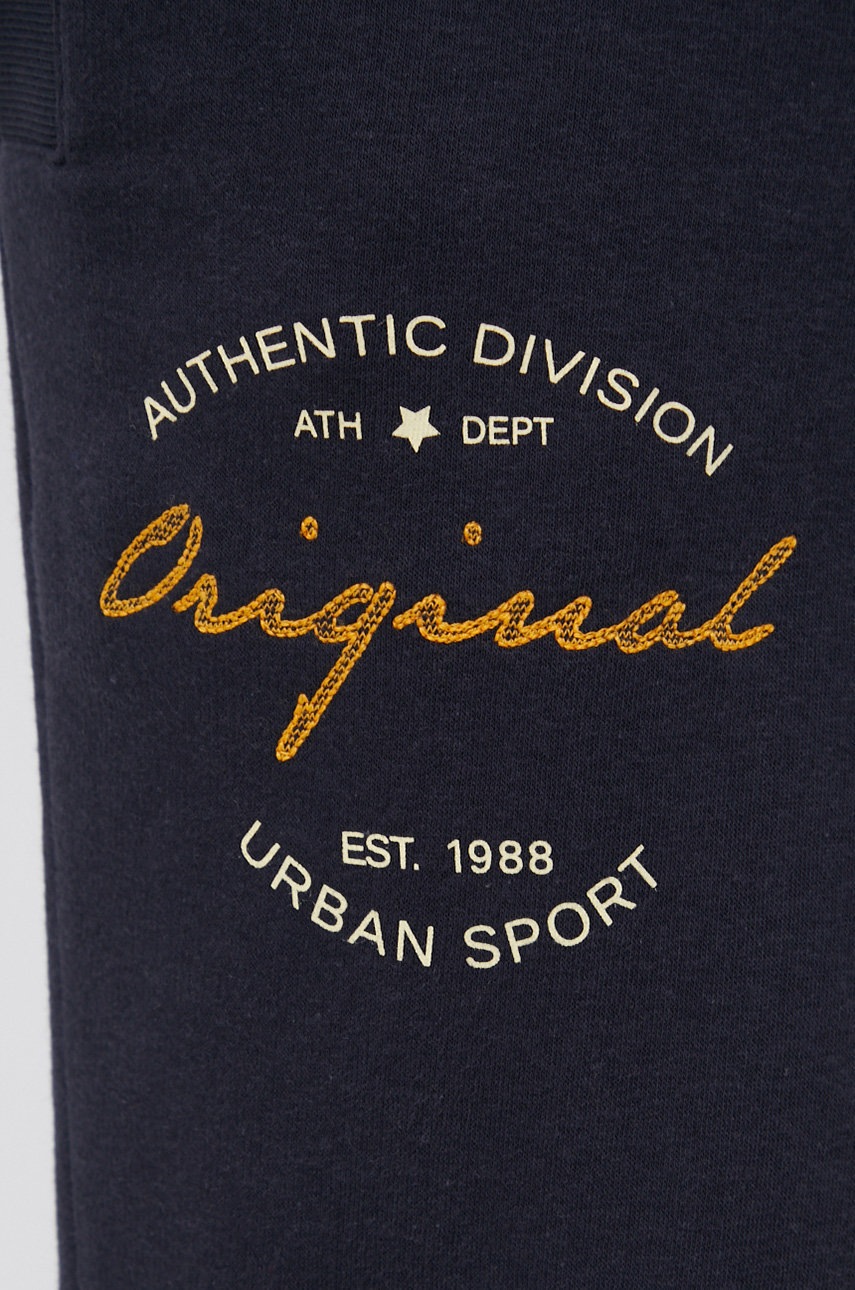 AUTHENTIC DIVISION
ATH ★ DEPT
Original
EST. 1988
URBAN SPORT